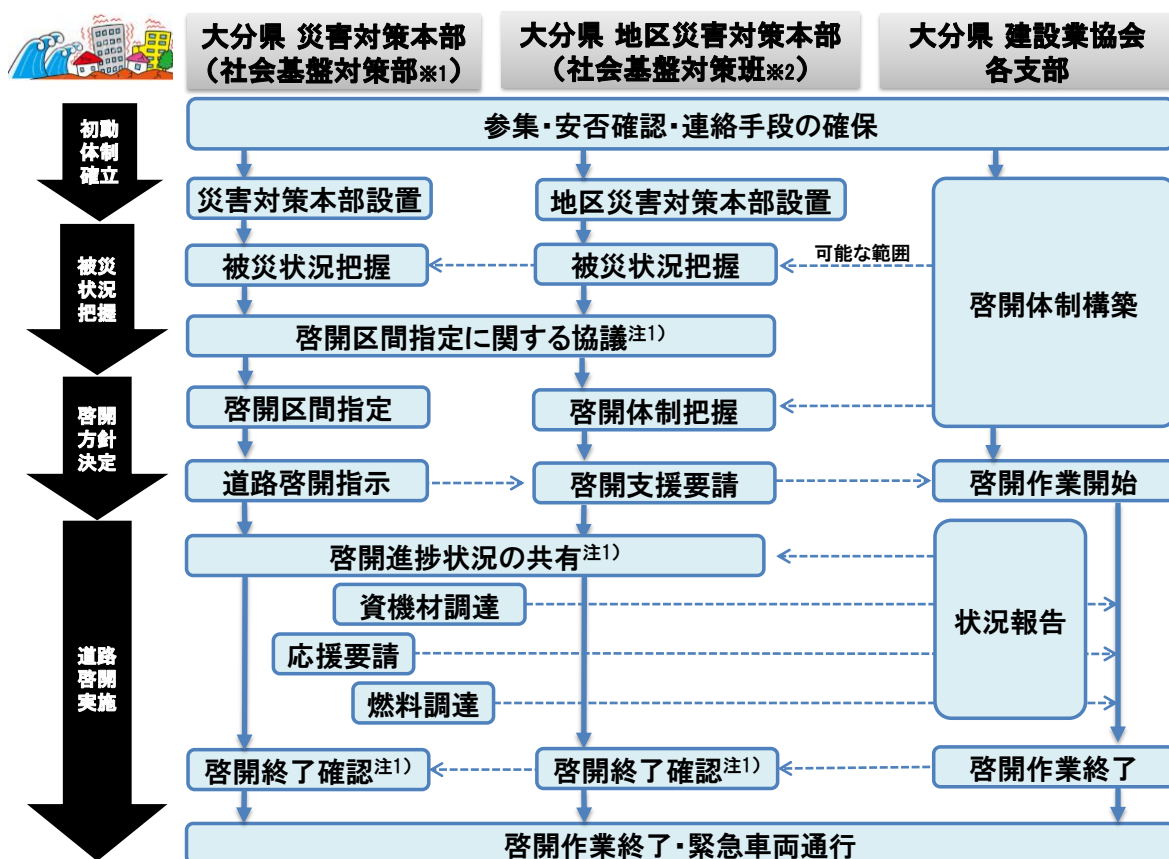 大分県 災害対策本部
（社会基盤対策部※1）
大分県 地区災害対策本部
（社会基盤対策班※2）
大分県 建設業協会
各支部
初動
体制
確立
参集・安否確認・連絡手段の確保
災害対策本部設置
地区災害対策本部設置
被災
状況
把握
被災状況把握
被災状況把握
可能な範囲
啓開体制構築
啓開区間指定に関する協議注1)
啓開
方針
決定
啓開区間指定
啓開体制把握
道路啓開指示
啓開支援要請
啓開作業開始
道路
啓開
実施
啓開進捗状況の共有注1)
資機材調達
状況報告
応援要請
燃料調達
啓開終了確認注1)
啓開終了確認注1)
啓開作業終了
啓開作業終了・緊急車両通行